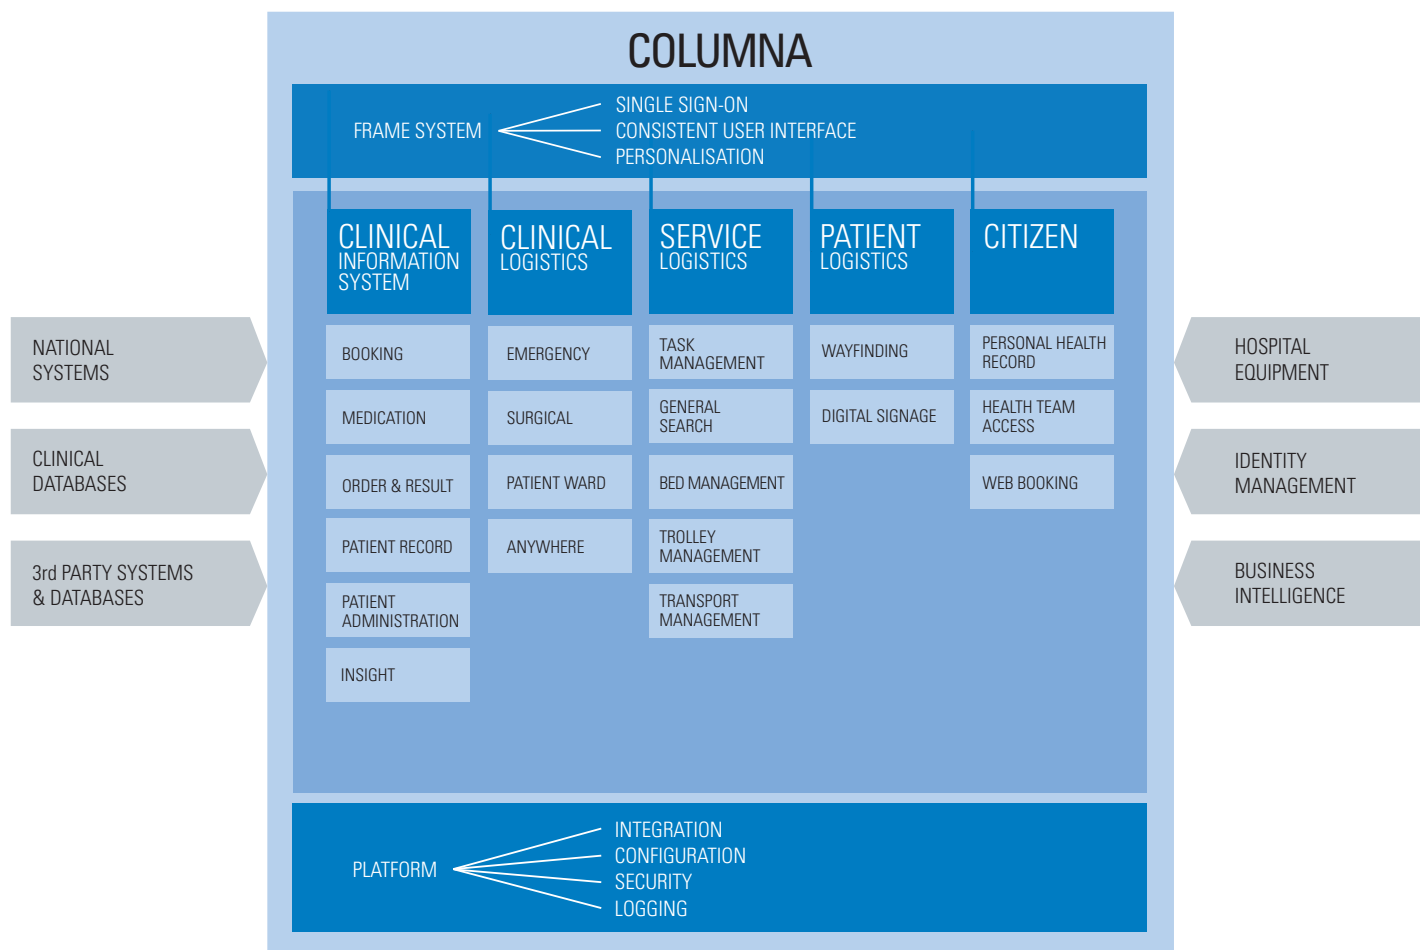 COLUMNA
FRAME SYSTEM
SINGLE SIGN-ON
CONSISTENT USER INTERFACE
PERSONALISATION
CLINICAL
INFORMATION
SYSTEM
BOOKING
MEDICATION
ORDER & RESULT
PATIENT RECORD
PATIENT
ADMINISTRATION
INSIGHT
CLINICAL
LOGISTICS
EMERGENCY
SURGICAL
PATIENT WARD
ANYWHERE
SERVICE
LOGISTICS
TASK
MANAGEMENT
GENERAL
SEARCH
BED MANAGEMENT
TROLLEY
MANAGEMENT
TRANSPORT
MANAGEMENT
PATIENT
LOGISTICS
WAYFINDING
DIGITAL SIGNAGE
CITIZEN
PERSONAL HEALTH
RECORD
HEALTH TEAM
ACCESS
WEB BOOKING
NATIONAL
SYSTEMS
CLINICAL
DATABASES
3rd PARTY SYSTEMS
& DATABASES
HOSPITAL
EQUIPMENT
IDENTITY
MANAGEMENT
BUSINESS
INTELLIGENCE
PLATFORM
INTEGRATION
CONFIGURATION
SECURITY
LOGGING